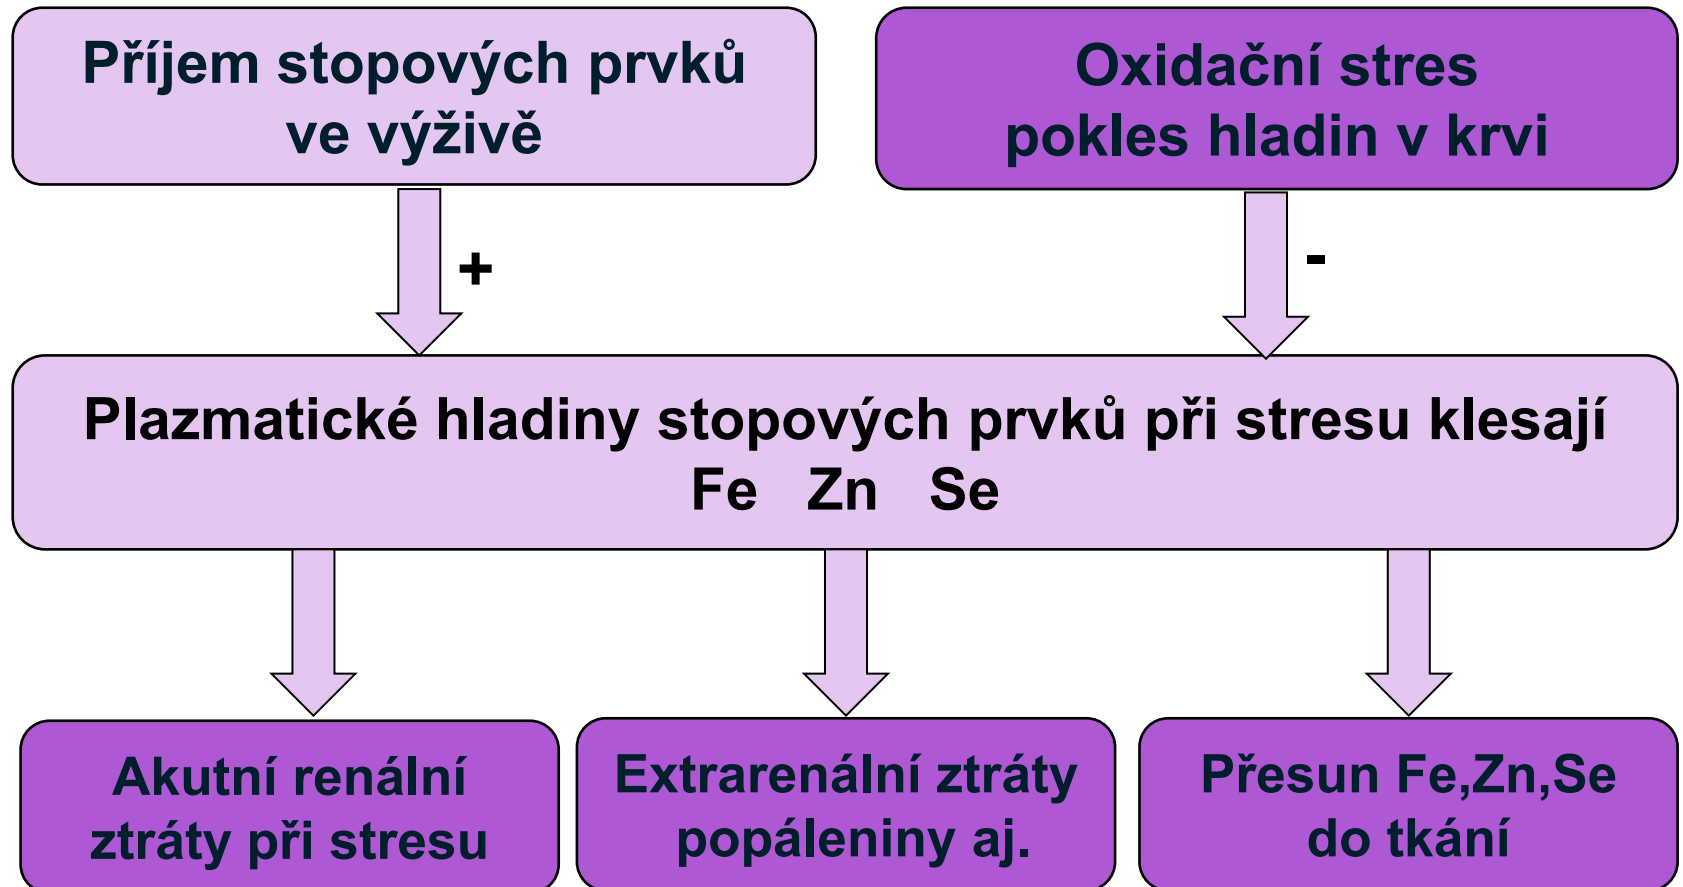 Příjem stopových prvků
ve výživě
Oxidační stres
pokles hladin v krvi
+
-
Plazmatické hladiny stopových prvků při stresu klesají
Fe Zn Se
Akutní renální
ztráty při stresu
Extrarenální ztráty
popáleniny aj.
Přesun Fe,Zn,Se
do tkání